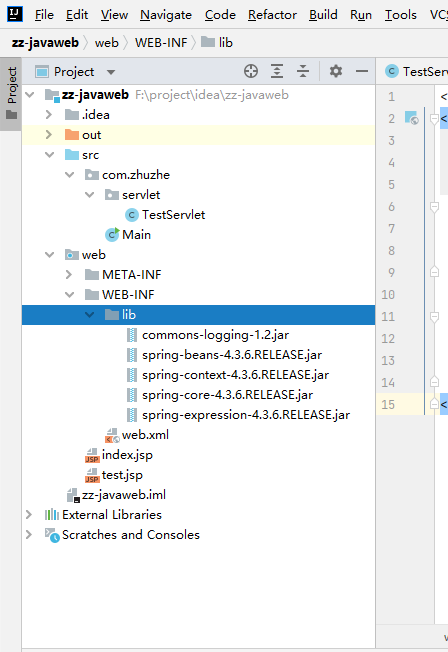 File Edit View Navigate Code Refactor Build Run Tools VCS
zz-javaweb web WEB-INF lib
Project
Project
TestServ
zz-javaweb F:\project\idea\zz-javaweb
.idea
out
src
com.zhuzhe
servlet
TestServlet
Main
web
META-INF
WEB-INF
lib
commons-logging-1.2.jar
spring-beans-4.3.6.RELEASE.jar
spring-context-4.3.6.RELEASE.jar
spring-core-4.3.6.RELEASE.jar
spring-expression-4.3.6.RELEASE.jar
web.xml
index.jsp
test.jsp
zz-javaweb.iml
External Libraries
Scratches and Consoles
1 <
2 <
3
4
5
6
7
8
9
10
11
12
13
14
15 <